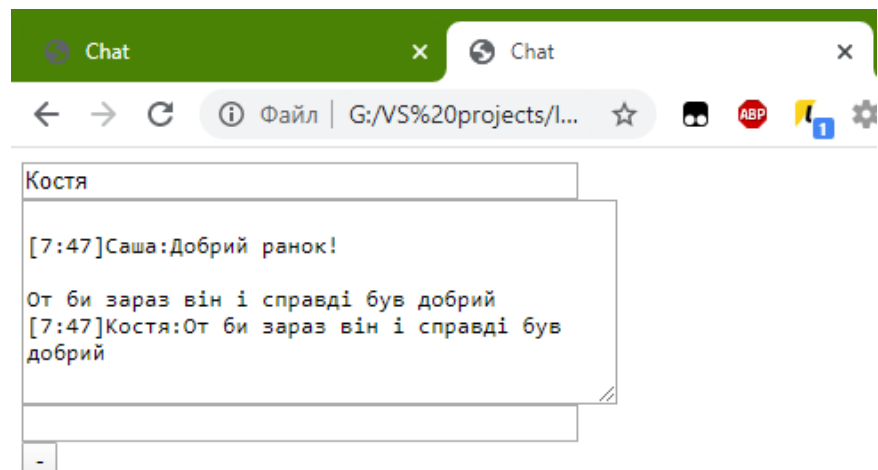 Chat
Chat
Файл | G:/VS%20projects/I...
ABP
1
Костя
[7:47]Саша:Добрий ранок!
От би зараз він і справді був добрий
[7:47]Костя:От би зараз він і справді був
добрий
-